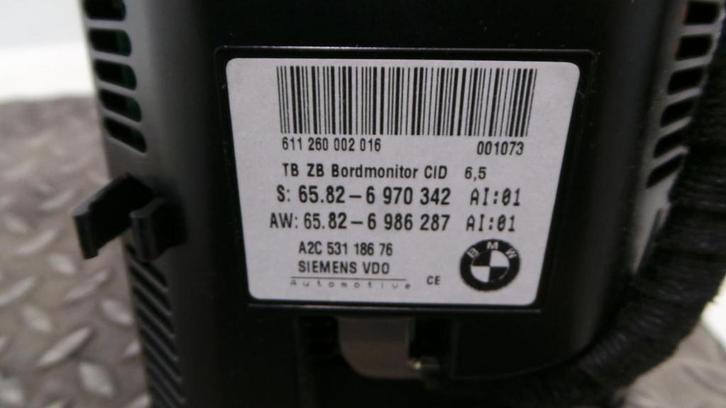 611 260 002 016 001073
TB ZB Bordmonitor CID 6,5
S: 65.82-6 970 342 AI:01
AW: 65.82-6 986 287 AI:01
A2C 531 186 76
SIEMENS VDO
Automotive CE
BMW